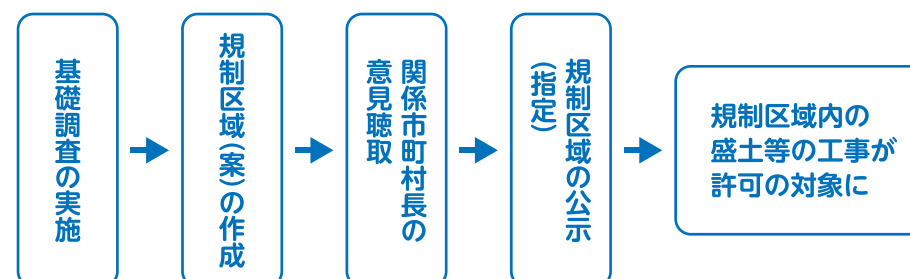 基礎調査の実施
規制区域(案)の作成
関係市町村長の
意見聴取
規制区域の公示
(指定)
規制区域内の
盛土等の工事が
許可の対象に